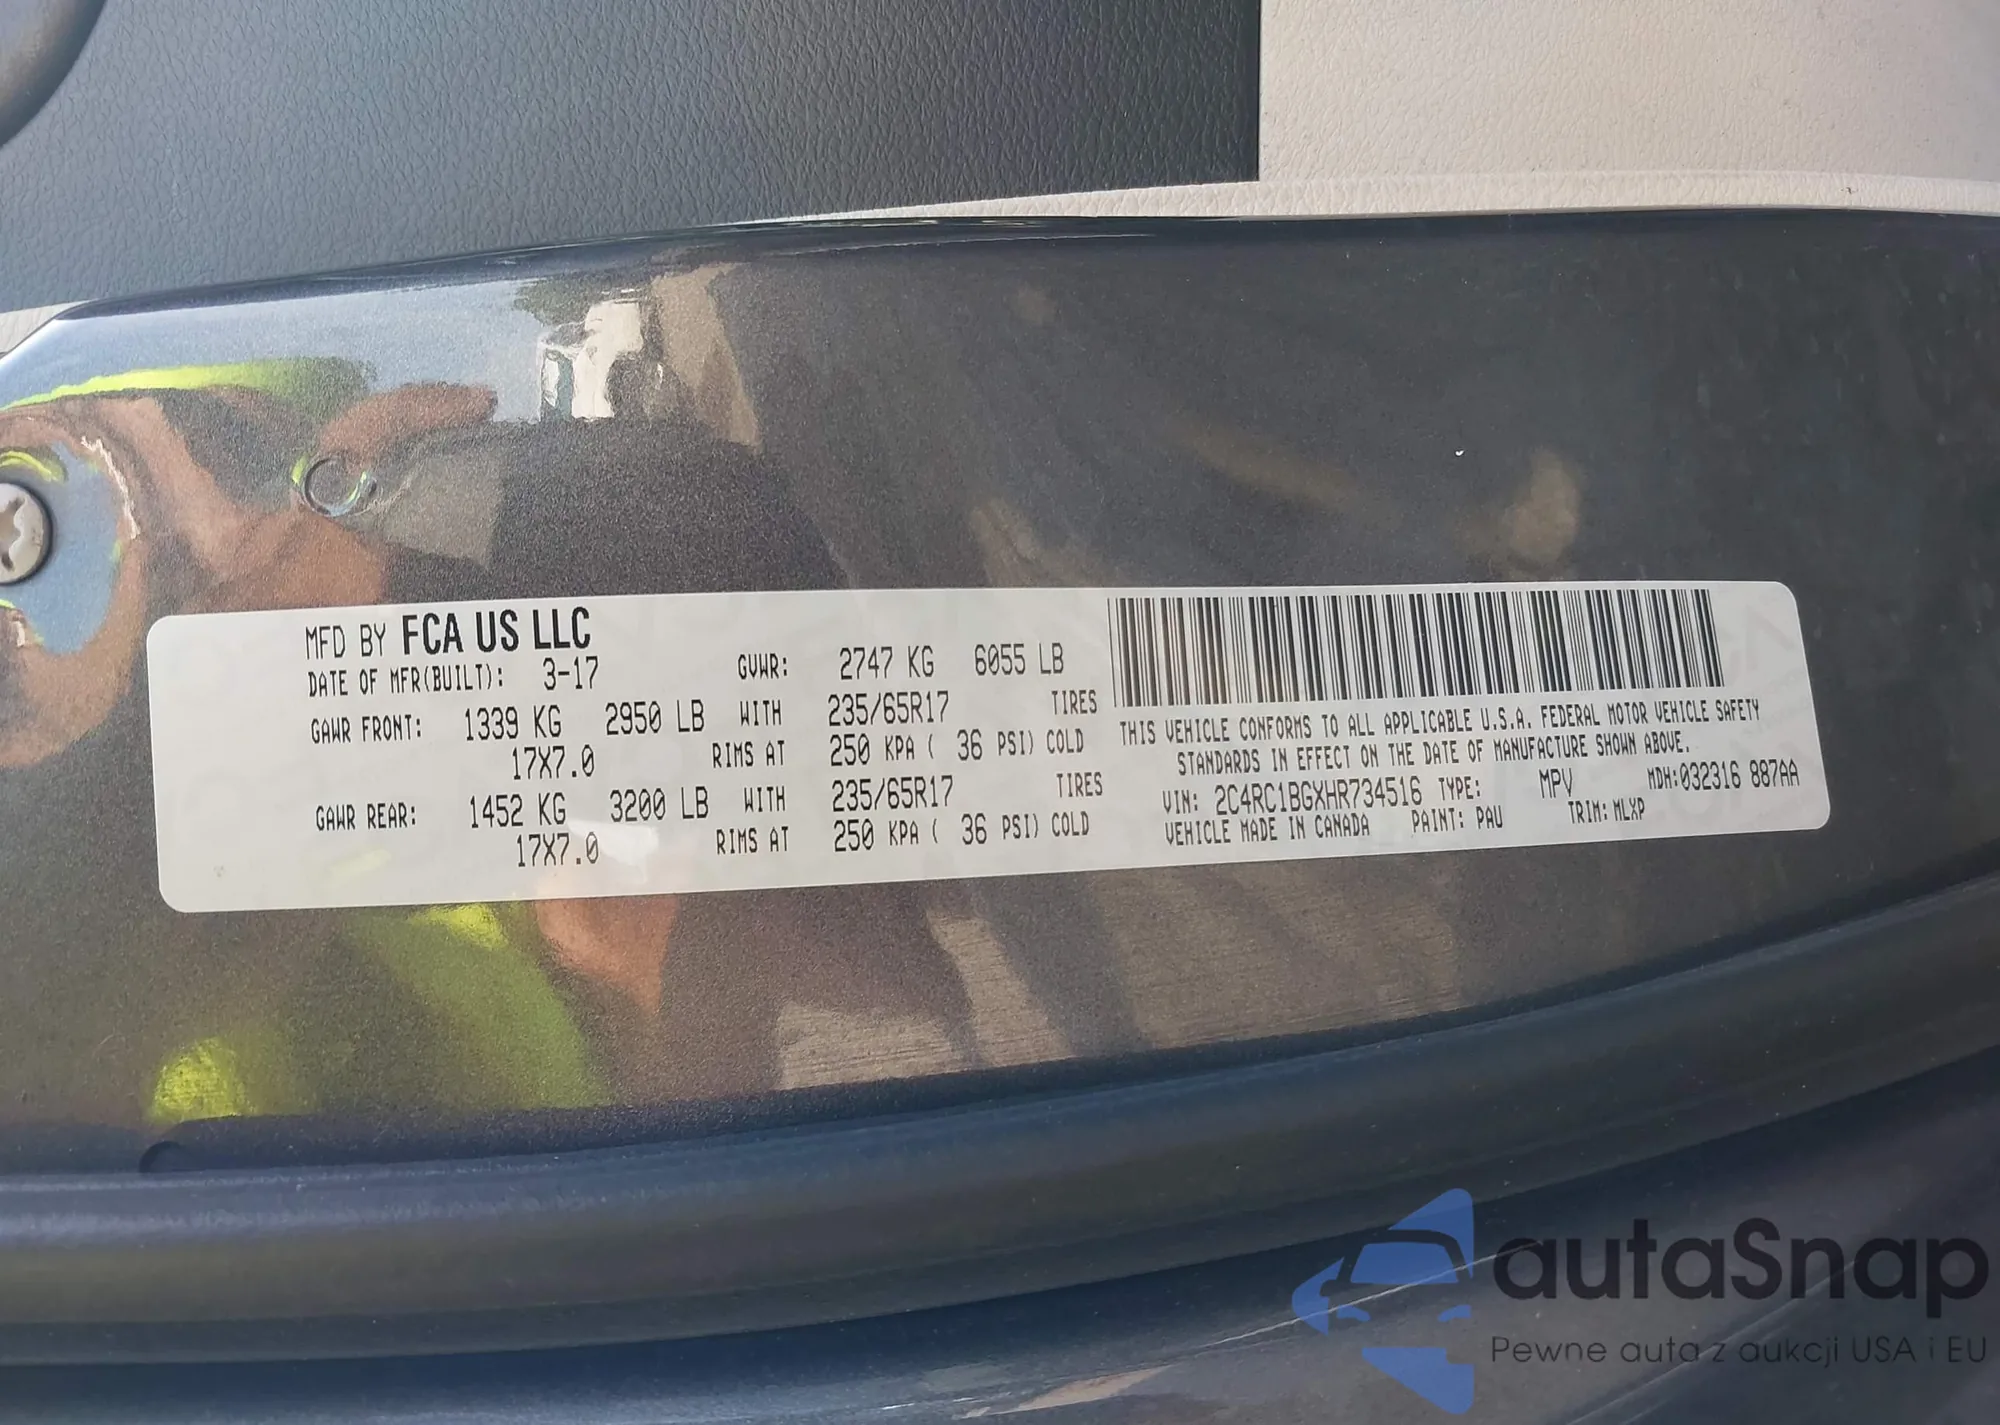 MFD BY FCA US LLC
DATE OF MFR(BUILT): 3-17 GVWR: 2747 KG 6055 LB
GAWR FRONT: 1339 KG 2950 LB WITH 235/65R17 TIRES
17X7.0 RIMS AT 250 KPA ( 36 PSI) COLD
GAWR REAR: 1452 KG 3200 LB WITH 235/65R17 TIRES
17X7.0 RIMS AT 250 KPA ( 36 PSI) COLD
THIS VEHICLE CONFORMS TO ALL APPLICABLE U.S.A. FEDERAL MOTOR VEHICLE SAFETY
STANDARDS IN EFFECT ON THE DATE OF MANUFACTURE SHOWN ABOVE.
VIN: 2C4RC1BGXHR734516 TYPE: MPV MDH:032316 887AA
VEHICLE MADE IN CANADA PAINT: PAU TRIM: MLXP
autaSnap
Pewne auta z aukcji USA i EU